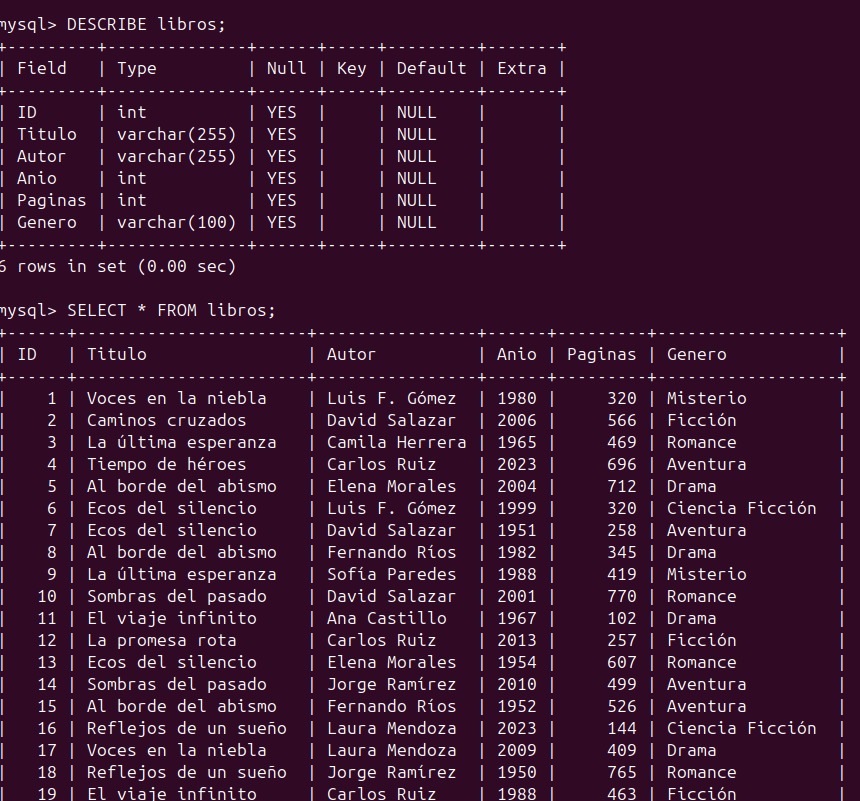 mysql> DESCRIBE libros;
+---------+--------------+------+-----+---------+-------+
| Field   | Type         | Null | Key | Default | Extra |
+---------+--------------+------+-----+---------+-------+
| ID      | int          | YES  |     | NULL    |       |
| Titulo  | varchar(255) | YES  |     | NULL    |       |
| Autor   | varchar(255) | YES  |     | NULL    |       |
| Anio    | int          | YES  |     | NULL    |       |
| Paginas | int          | YES  |     | NULL    |       |
| Genero  | varchar(100) | YES  |     | NULL    |       |
+---------+--------------+------+-----+---------+-------+
6 rows in set (0.00 sec)
mysql> SELECT * FROM libros;
+------+-----------------------+----------------+------+---------+------------------+
| ID   | Titulo                | Autor          | Anio | Paginas | Genero           |
+------+-----------------------+----------------+------+---------+------------------+
|    1 | Voces en la niebla    | Luis F. Gómez  | 1980 |     320 | Misterio         |
|    2 | Caminos cruzados      | David Salazar  | 2006 |     566 | Ficción          |
|    3 | La última esperanza   | Camila Herrera | 1965 |     469 | Romance          |
|    4 | Tiempo de héroes      | Carlos Ruiz    | 2023 |     696 | Aventura         |
|    5 | Al borde del abismo   | Elena Morales  | 2004 |     712 | Drama            |
|    6 | Ecos del silencio     | Luis F. Gómez  | 1999 |     320 | Ciencia Ficción  |
|    7 | Ecos del silencio     | David Salazar  | 1951 |     258 | Aventura         |
|    8 | Al borde del abismo   | Fernando Ríos  | 1982 |     345 | Drama            |
|    9 | La última esperanza   | Sofía Paredes  | 1988 |     419 | Misterio         |
|   10 | Sombras del pasado    | David Salazar  | 2001 |     770 | Romance          |
|   11 | El viaje infinito     | Ana Castillo   | 1967 |     102 | Drama            |
|   12 | La promesa rota       | Carlos Ruiz    | 2013 |     257 | Ficción          |
|   13 | Ecos del silencio     | Elena Morales  | 1954 |     607 | Romance          |
|   14 | Sombras del pasado    | Jorge Ramírez  | 2010 |     499 | Aventura         |
|   15 | Al borde del abismo   | Fernando Ríos  | 1952 |     526 | Aventura         |
|   16 | Reflejos de un sueño  | Laura Mendoza  | 2023 |     144 | Ciencia Ficción  |
|   17 | Voces en la niebla    | Laura Mendoza  | 2009 |     409 | Drama            |
|   18 | Reflejos de un sueño  | Jorge Ramírez  | 1950 |     765 | Romance          |
|   19 | El viaje infinito     | Carlos Ruiz    | 1988 |     463 | Ficción          |